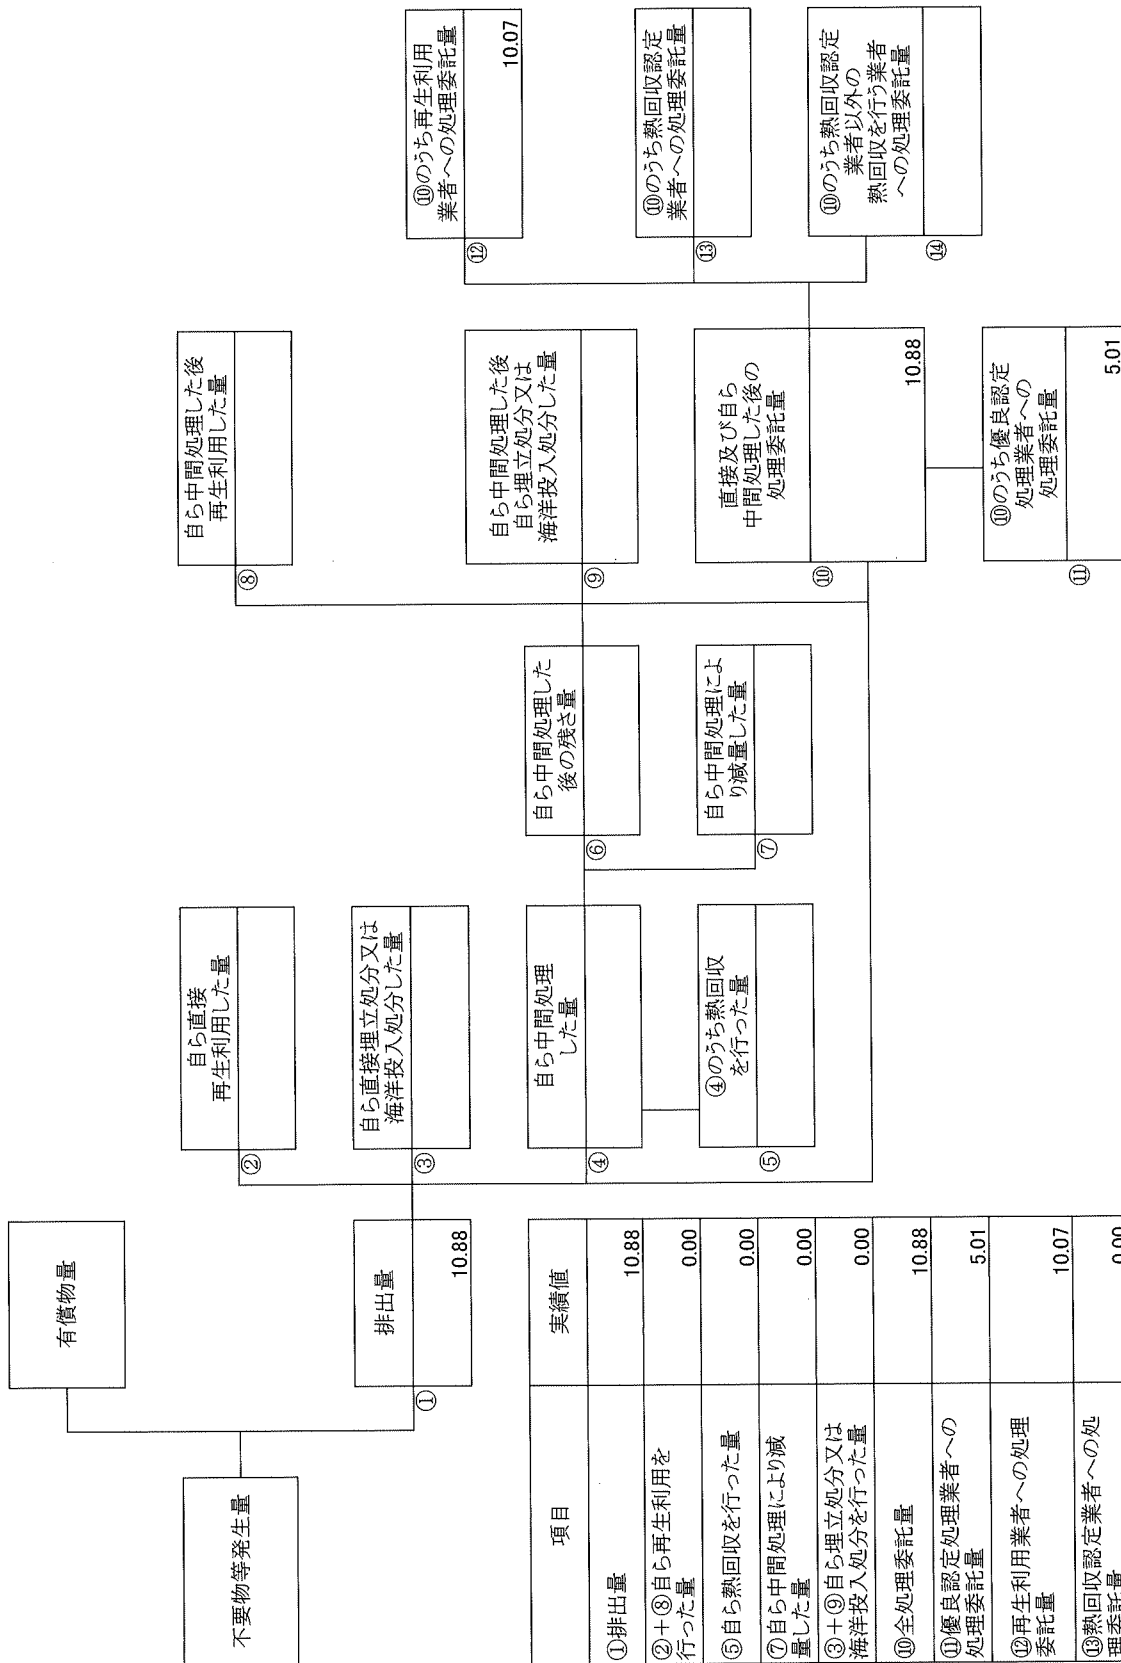 不要物等発生量
有償物量
①
排出量
10.88
②
自ら直接
再生利用した量
③
自ら直接埋立処分又は
海洋投入処分した量
④
自ら中間処理
した量
⑤
④のうち熱回収
を行った量
⑥
自ら中間処理した
後の残さ量
⑦
自ら中間処理によ
り減量した量
⑧
自ら中間処理した後
再生利用した量
⑨
自ら中間処理した後
自ら埋立処分又は
海洋投入処分した量
⑩
直接及び自ら
中間処理した後の
処理委託量
10.88
⑪
⑩のうち優良認定
処理業者への
処理委託量
5.01
⑫
⑩のうち再生利用
業者への処理委託量
10.07
⑬
⑩のうち熱回収認定
業者への処理委託量
⑭
⑩のうち熱回収認定
業者以外の
熱回収を行う業者
への処理委託量
項目 実績値
①排出量 10.88
②+⑧自ら再生利用を
行った量 0.00
⑤自ら熱回収を行った量 0.00
⑦自ら中間処理により減
量した量 0.00
③+⑨自ら埋立処分又は
海洋投入処分を行った量 0.00
⑩全処理委託量 10.88
⑪優良認定処理業者への
処理委託量 5.01
⑫再生利用業者への処理
委託量 10.07
⑬熱回収認定業者への処
理委託量 0.00